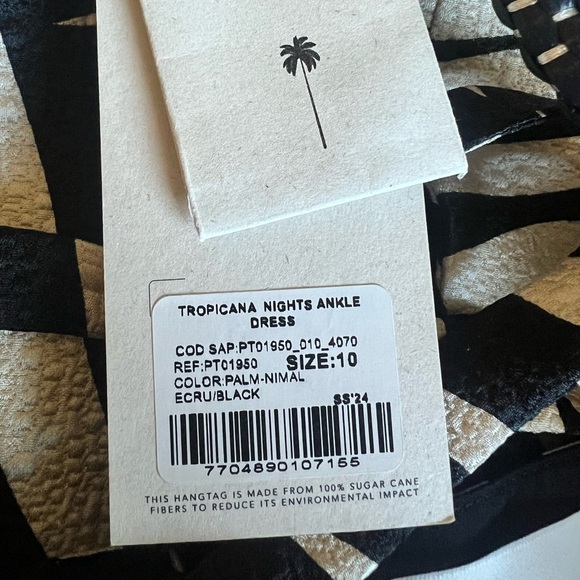 TROPICANA NIGHTS ANKLE
DRESS
COD SAP:PT01950_010_4070
REF:PT01950 SIZE:10
COLOR:PALM-NIMAL
ECRU/BLACK
SS'24
7704890107155
THIS HANGTAG IS MADE FROM 100% SUGAR CANE
FIBERS TO REDUCE ITS ENVIRONMENTAL IMPACT